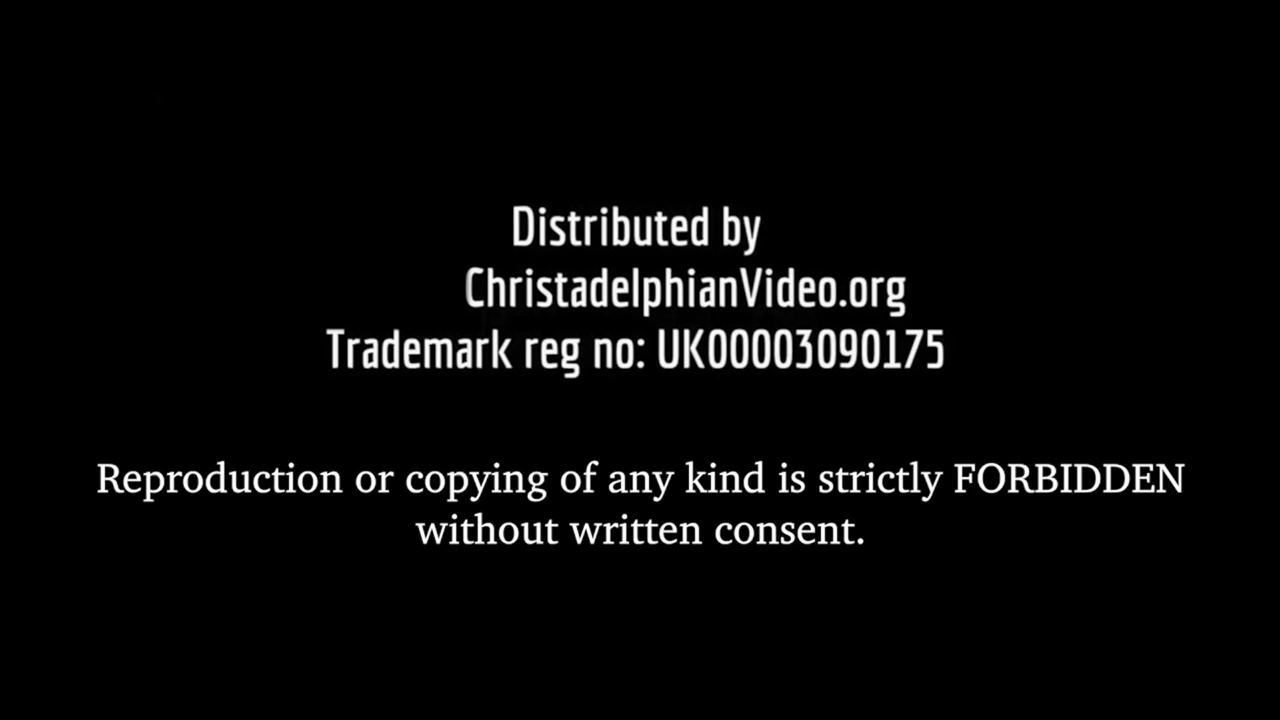 Distributed by
ChristadelphianVideo.org
Trademark reg no: UK00003090175
Reproduction or copying of any kind is strictly FORBIDDEN
without written consent.